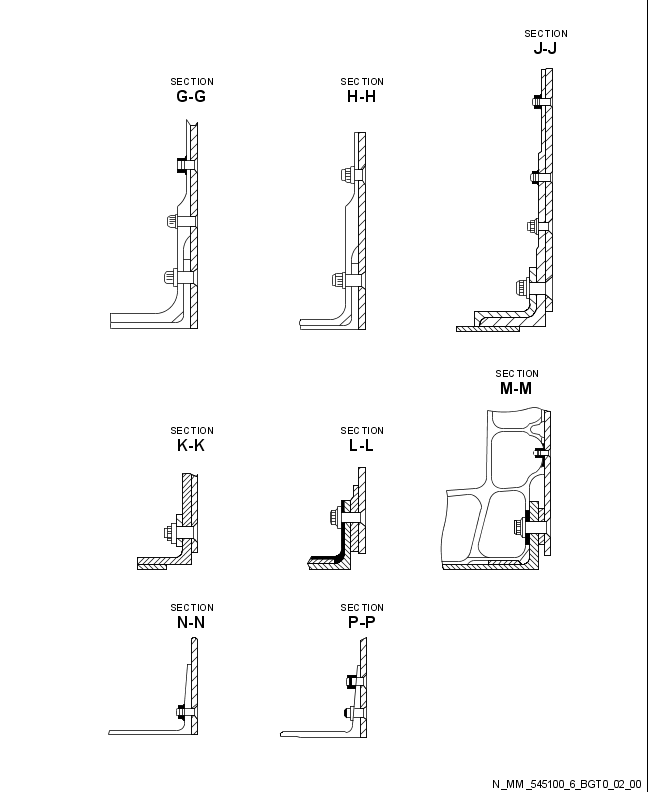 SECTION
J-J
SECTION
G-G
SECTION
H-H
SECTION
M-M
SECTION
K-K
SECTION
L-L
SECTION
N-N
SECTION
P-P
N_MM_545100_6_BGT0_02_00